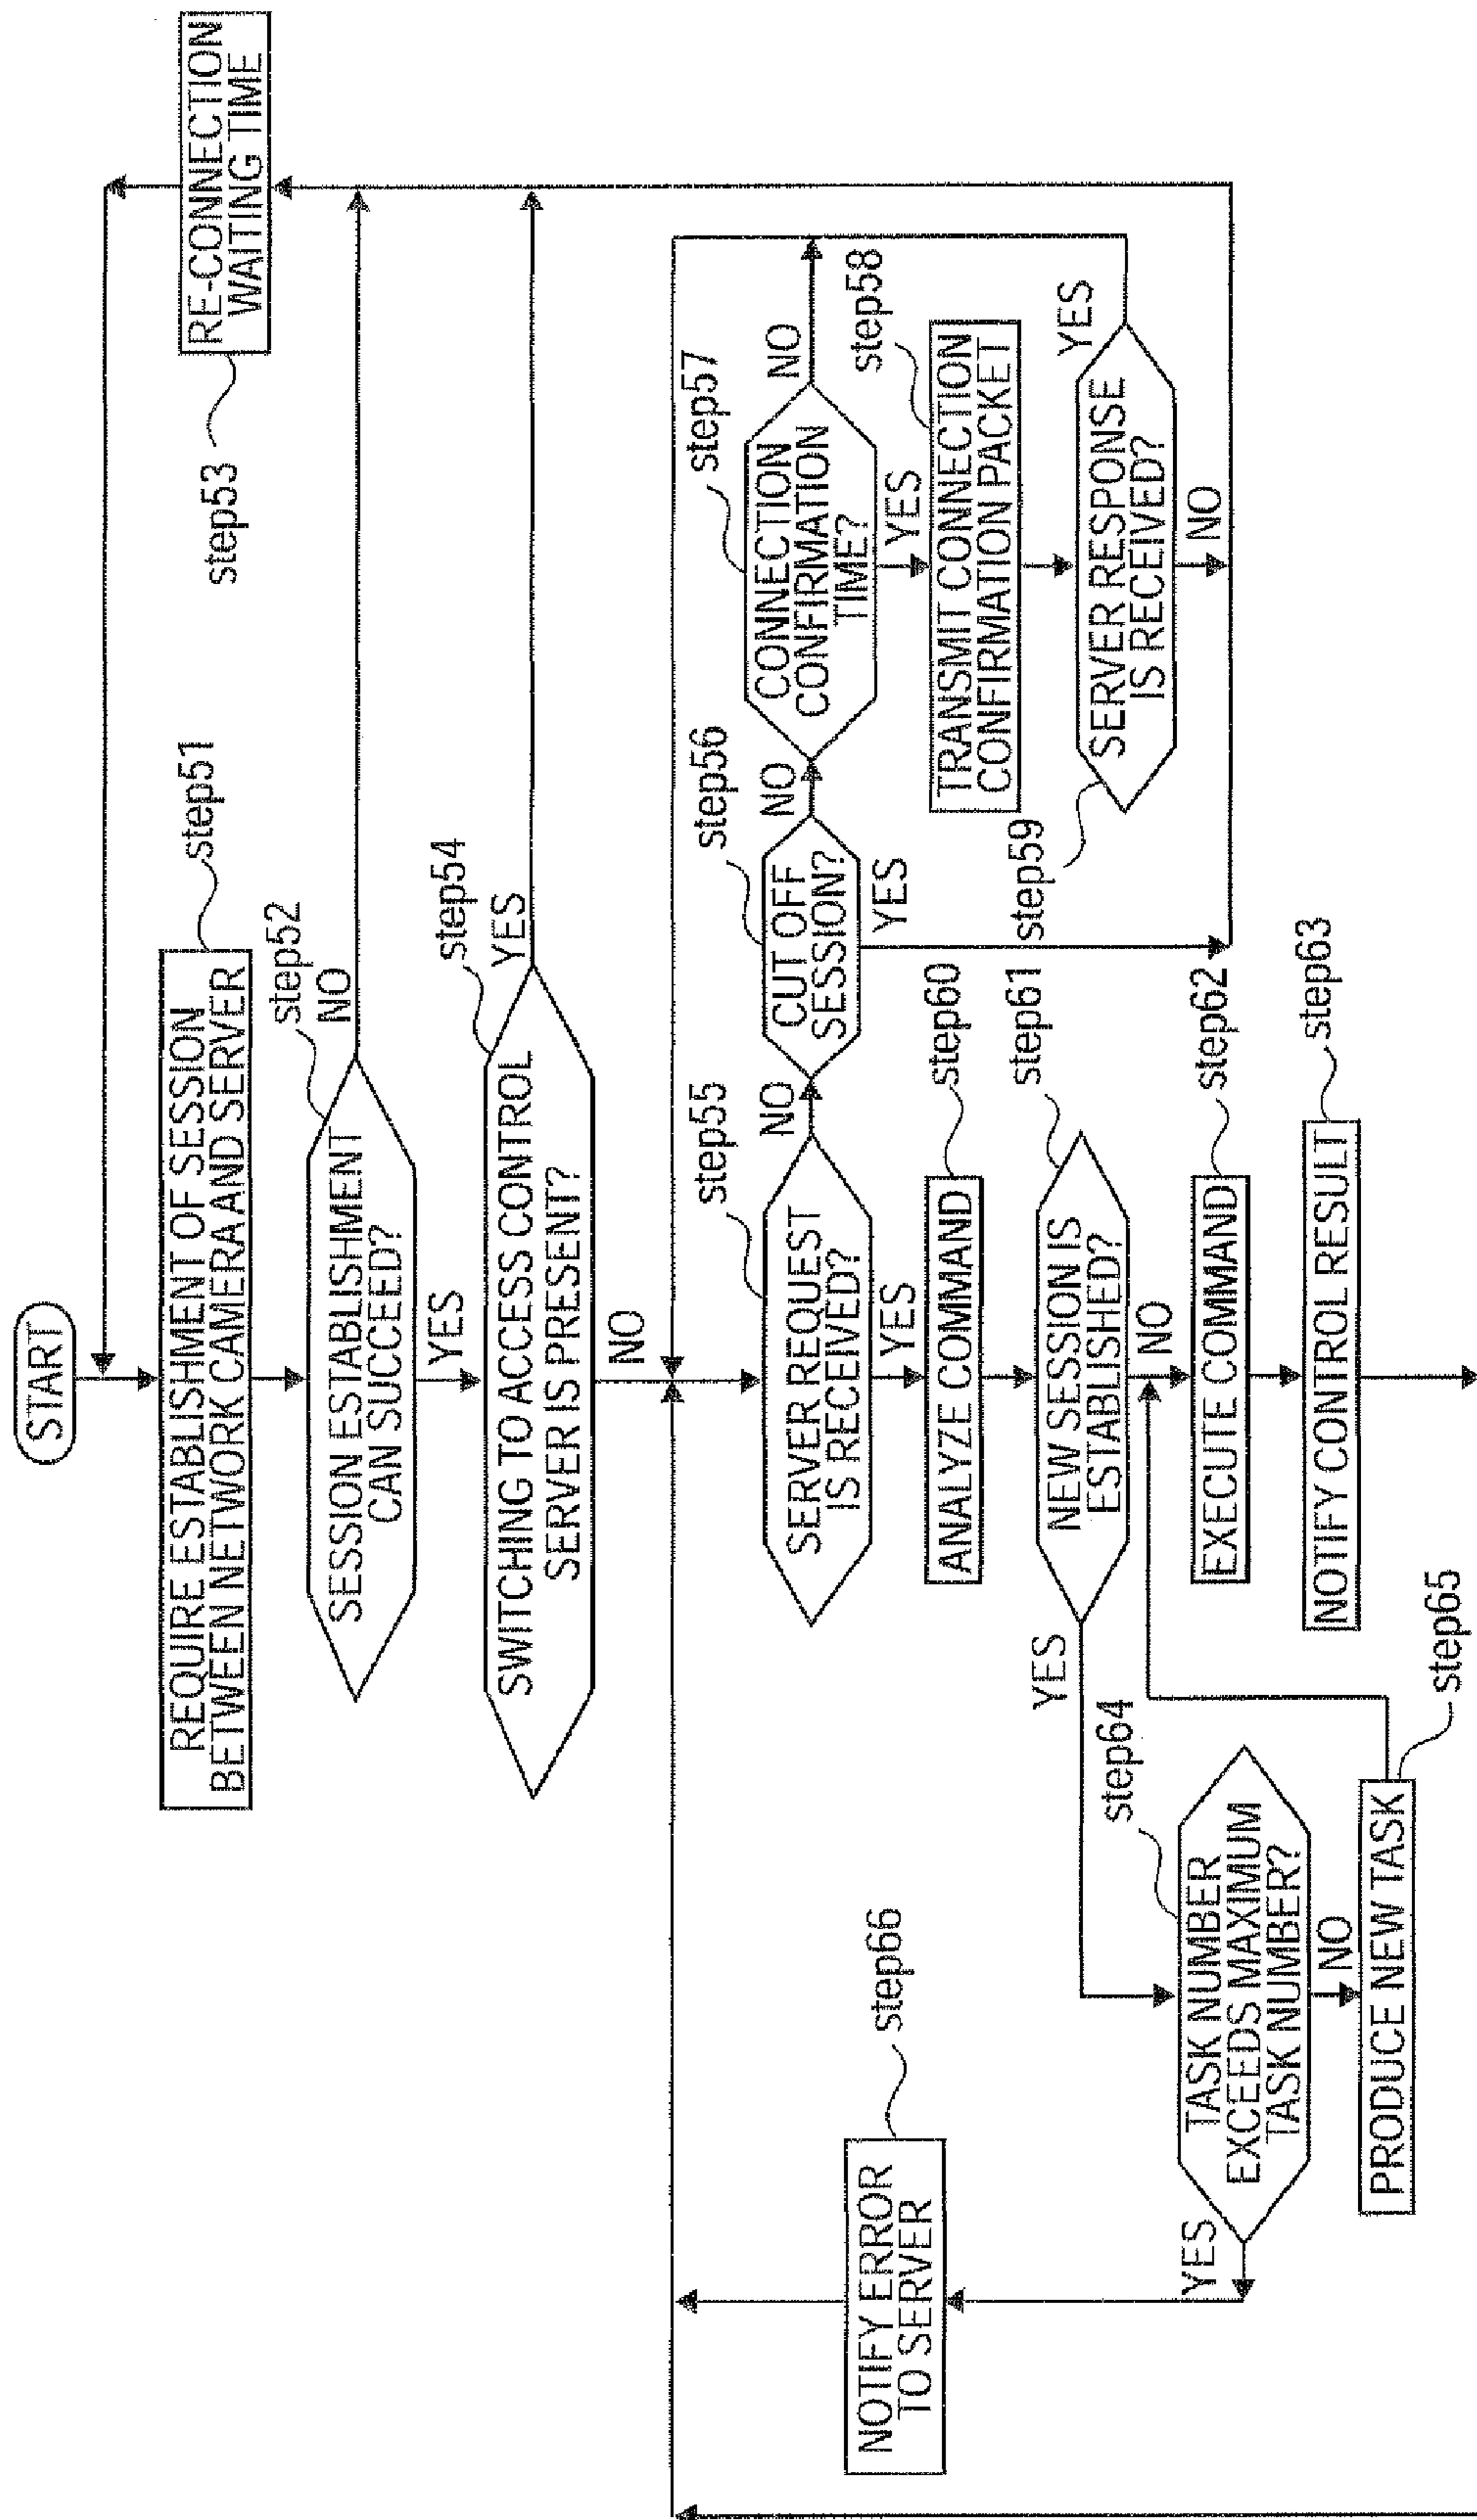 START
REQUIRE ESTABLISHMENT OF SESSION
BETWEEN NETWORK CAMERA AND SERVER
step51
RE-CONNECTION
WAITING TIME
step53
SESSION ESTABLISHMENT
CAN SUCCEED?
step52
NO
YES
SWITCHING TO ACCESS CONTROL
SERVER IS PRESENT?
step54
YES
NO
SERVER REQUEST
IS RECEIVED?
step55
NO
YES
CUT OFF
SESSION?
step56
NO
YES
CONNECTION
CONFIRMATION
TIME?
step57
NO
YES
TRANSMIT CONNECTION
CONFIRMATION PACKET
step58
SERVER RESPONSE
IS RECEIVED?
step59
YES
NO
ANALYZE COMMAND
step60
NEW SESSION IS
ESTABLISHED?
step61
YES
NO
EXECUTE COMMAND
step62
NOTIFY CONTROL RESULT
step63
TASK NUMBER
EXCEEDS MAXIMUM
TASK NUMBER?
step64
YES
NO
PRODUCE NEW TASK
step65
NOTIFY ERROR
TO SERVER
step66